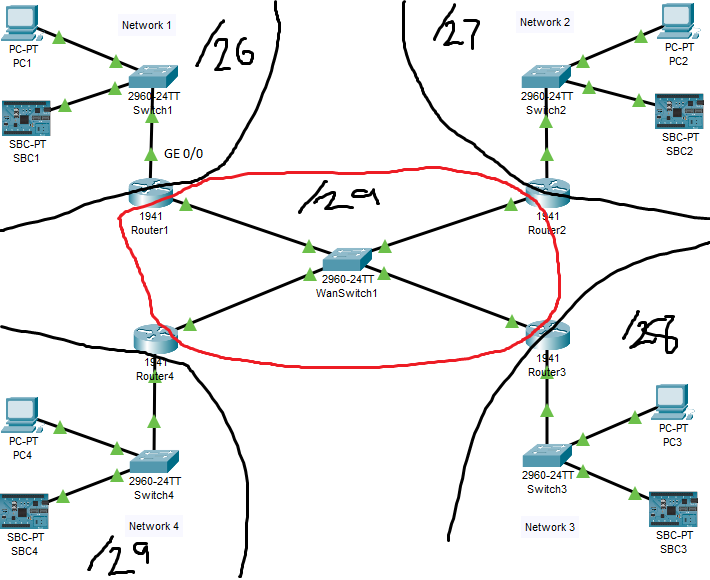 Network 1
/26
/27
Network 2
PC-PT
PC1
PC-PT
PC2
2960-24TT
Switch1
2960-24TT
Switch2
SBC-PT
SBC1
SBC-PT
SBC2
GE 0/0
/29
1941
Router1
1941
Router2
2960-24TT
WanSwitch1
/28
1941
Router4
1941
Router3
PC-PT
PC4
PC-PT
PC3
2960-24TT
Switch4
2960-24TT
Switch3
SBC-PT
SBC4
SBC-PT
SBC3
Network 4
Network 3
/29